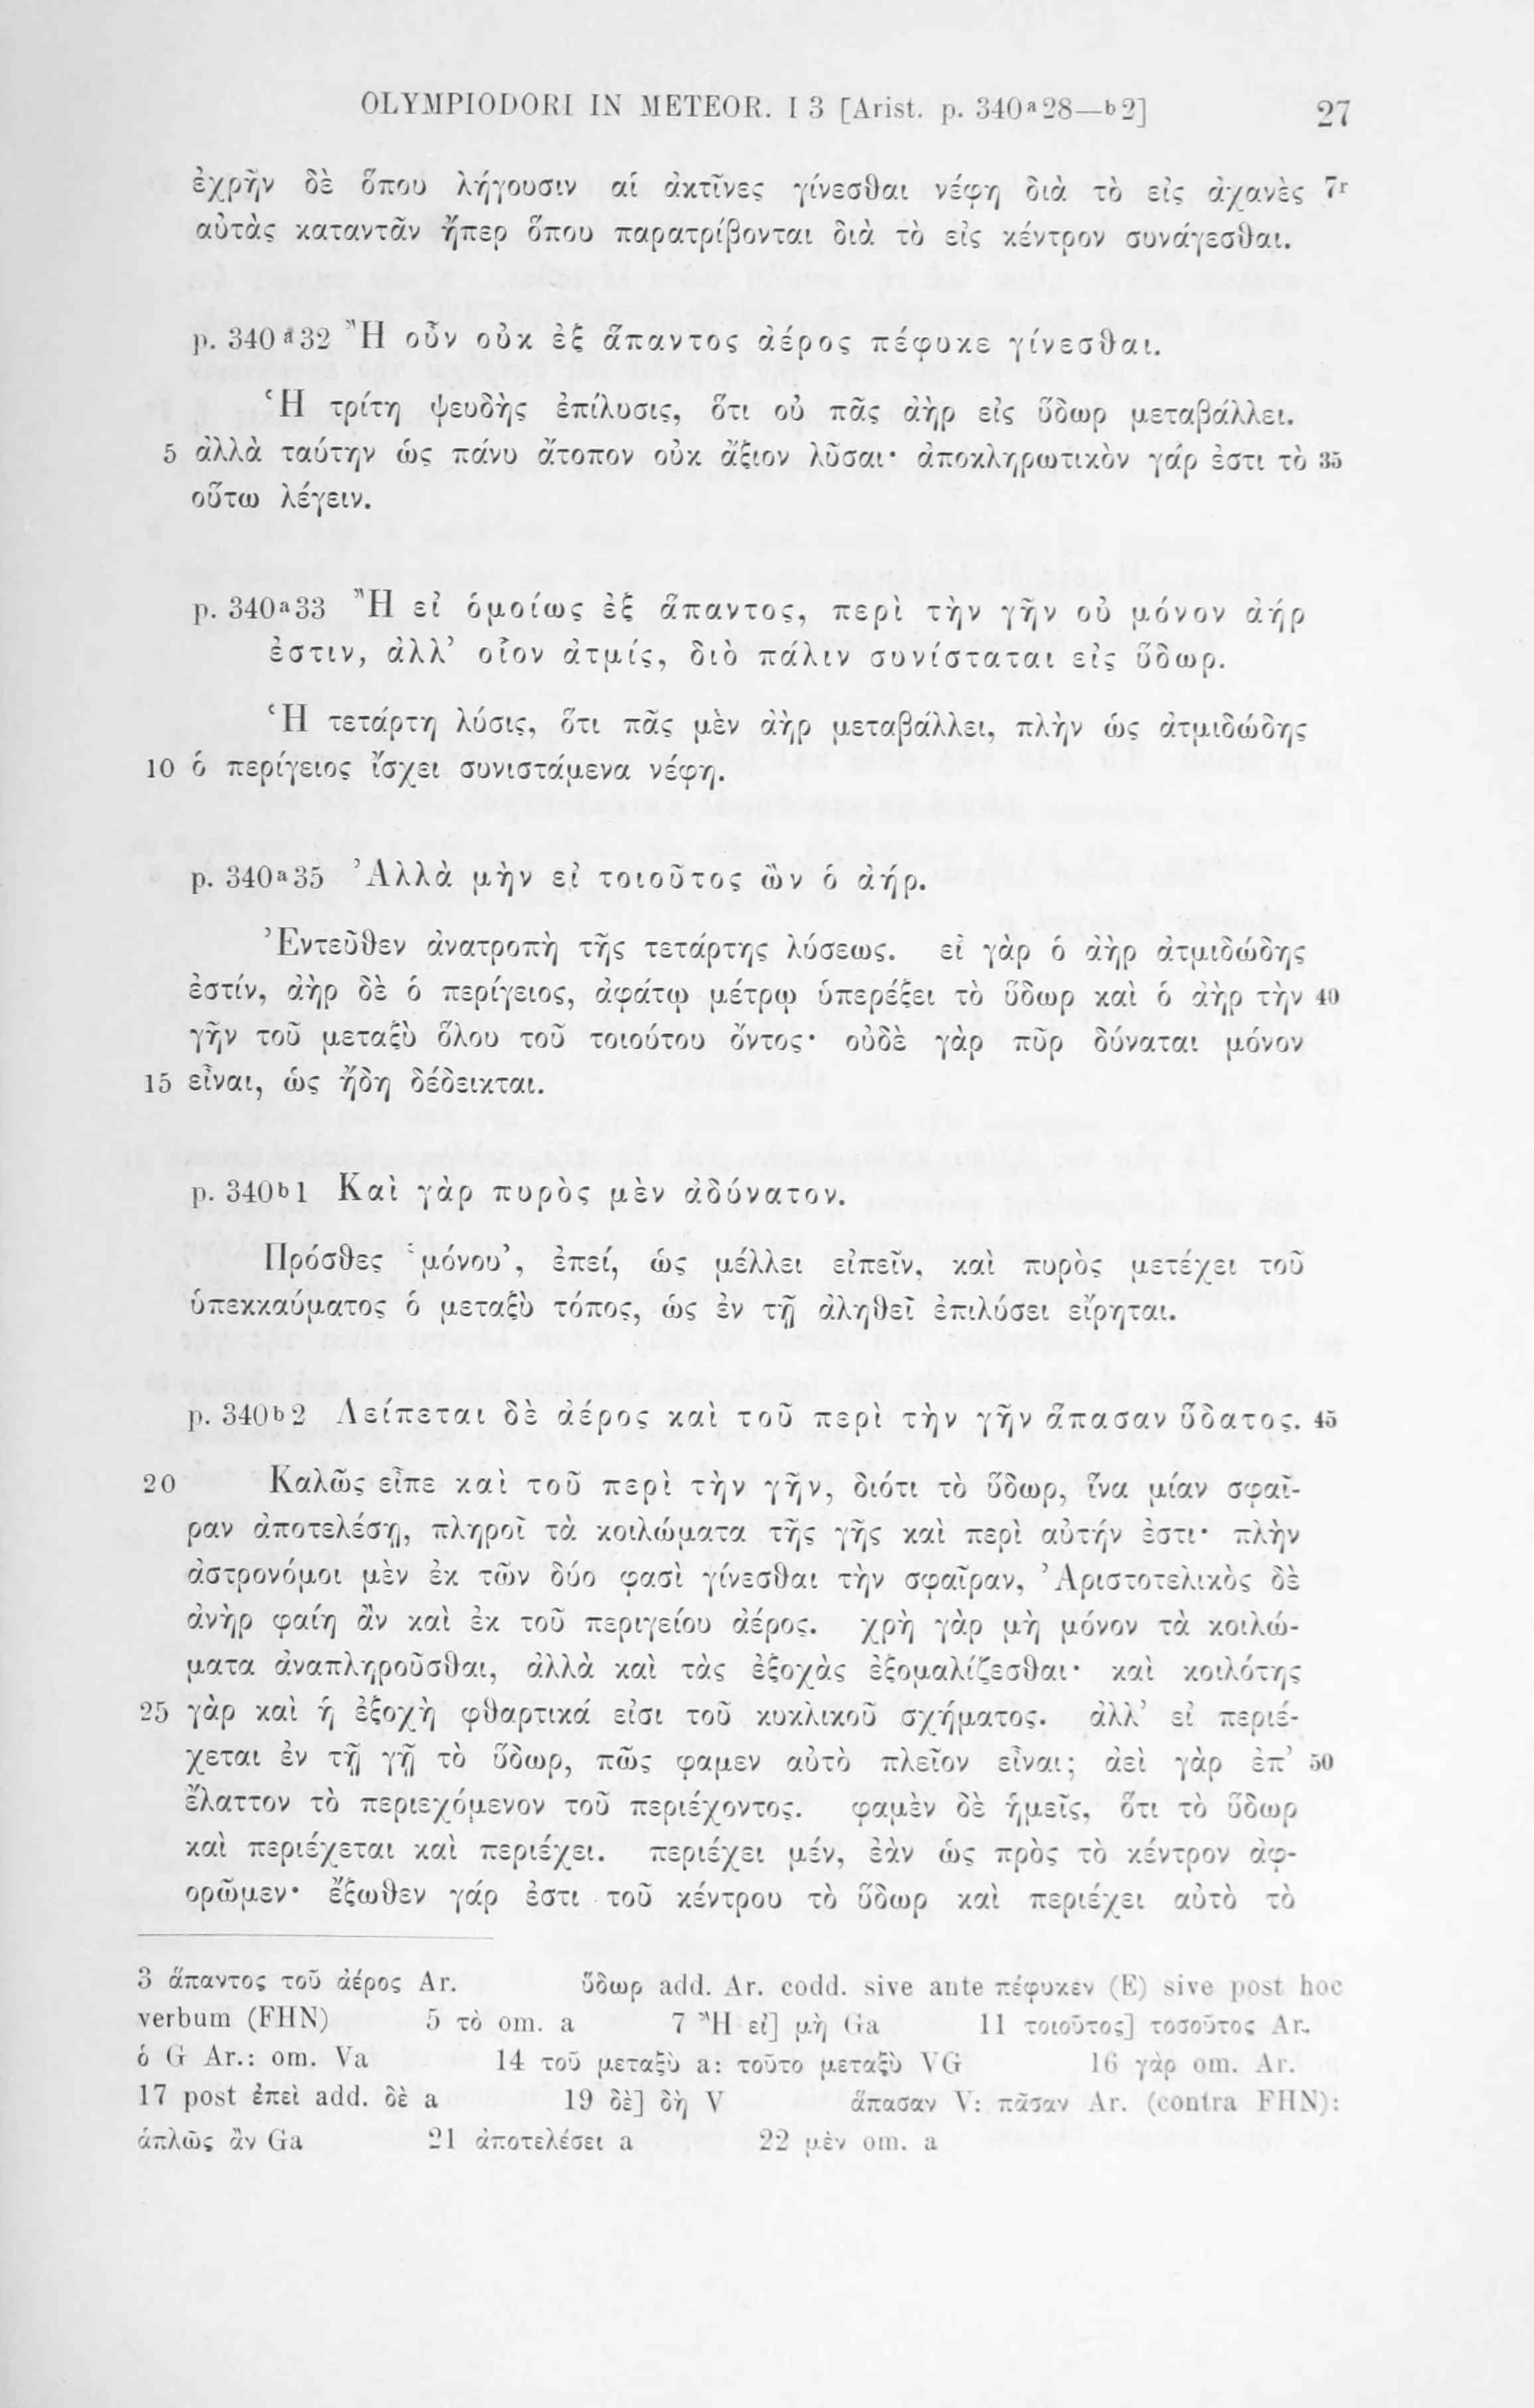 OLYMPIODORI IN METEOR. I 3 [Arist. p. 340ᵃ28—ᵇ2] 27
ἐχρῆν δὲ ὅπου λήγουσιν αἱ ἀκτῖνες γίνεσθαι νέφη διὰ τὸ εἰς ἀχανὲς 7ʳ
αὐτὰς καταντᾶν ἤπερ ὅπου παρατρίβονται διὰ τὸ εἰς κέντρον συνάγεσθαι.
p. 340ᵃ32 Ἢ οὖν οὐκ ἐξ ἅπαντος ἀέρος πέφυκε γίνεσθαι.
Ἡ τρίτη ψευδὴς ἐπίλυσις, ὅτι οὐ πᾶς ἀὴρ εἰς ὕδωρ μεταβάλλει.
5 ἀλλὰ ταύτην ὡς πάνυ ἄτοπον οὐκ ἄξιον λῦσαι· ἀποκληρωτικὸν γάρ ἐστι τὸ 35
οὕτω λέγειν.
p. 340ᵃ33 Ἢ εἰ ὁμοίως ἐξ ἅπαντος, περὶ τὴν γῆν οὐ μόνον ἀήρ
ἐστιν, ἀλλ’ οἷον ἀτμίς, διὸ πάλιν συνίσταται εἰς ὕδωρ.
Ἡ τετάρτη λύσις, ὅτι πᾶς μὲν ἀὴρ μεταβάλλει, πλὴν ὡς ἀτμιδώδης
10 ὁ περίγειος ἴσχει συνιστάμενα νέφη.
p. 340ᵃ35 Ἀλλὰ μὴν εἰ τοιοῦτος ὢν ὁ ἀήρ.
Ἐντεῦθεν ἀνατροπὴ τῆς τετάρτης λύσεως. εἰ γὰρ ὁ ἀὴρ ἀτμιδώδης
ἐστίν, ἀὴρ δὲ ὁ περίγειος, ἀφάτῳ μέτρῳ ὑπερέξει τὸ ὕδωρ καὶ ὁ ἀὴρ τὴν 40
γῆν τοῦ μεταξὺ ὅλου τοῦ τοιούτου ὄντος· οὐδὲ γὰρ πῦρ δύναται μόνον
15 εἶναι, ὡς ἤδη δέδεικται.
p. 340ᵇ1 Καὶ γὰρ πυρὸς μὲν ἀδύνατον.
Πρόσθες ‘μόνου’, ἐπεί, ὡς μέλλει εἰπεῖν, καὶ πυρὸς μετέχει τοῦ
ὑπεκκαύματος ὁ μεταξὺ τόπος, ὡς ἐν τῇ ἀληθεῖ ἐπιλύσει εἴρηται.
p. 340ᵇ2 Λείπεται δὲ ἀέρος καὶ τοῦ περὶ τὴν γῆν ἅπασαν ὕδατος. 45
20 Καλῶς εἶπε καὶ τοῦ περὶ τὴν γῆν, διότι τὸ ὕδωρ, ἵνα μίαν σφαῖ-
ραν ἀποτελέσῃ, πληροῖ τὰ κοιλώματα τῆς γῆς καὶ περὶ αὐτήν ἐστι· πλὴν
ἀστρονόμοι μὲν ἐκ τῶν δύο φασὶ γίνεσθαι τὴν σφαῖραν, Ἀριστοτελικὸς δὲ
ἀνὴρ φαίη ἂν καὶ ἐκ τοῦ περιγείου ἀέρος. χρὴ γὰρ μὴ μόνον τὰ κοιλώ-
ματα ἀναπληροῦσθαι, ἀλλὰ καὶ τὰς ἐξοχὰς ἐξομαλίζεσθαι· καὶ κοιλότης
25 γὰρ καὶ ἡ ἐξοχὴ φθαρτικά εἰσι τοῦ κυκλικοῦ σχήματος. ἀλλ’ εἰ περιέ-
χεται ἐν τῇ γῇ τὸ ὕδωρ, πῶς φαμεν αὐτὸ πλεῖον εἶναι; ἀεὶ γὰρ ἐπ’ 50
ἔλαττον τὸ περιεχόμενον τοῦ περιέχοντος. φαμὲν δὲ ἡμεῖς, ὅτι τὸ ὕδωρ
καὶ περιέχεται καὶ περιέχει. περιέχει μέν, ἐὰν ὡς πρὸς τὸ κέντρον ἀφ-
ορῶμεν· ἔξωθεν γάρ ἐστι τοῦ κέντρου τὸ ὕδωρ καὶ περιέχει αὐτὸ τὸ
3 ἅπαντος τοῦ ἀέρος Ar. ὕδωρ add. Ar. codd. sive ante πέφυκεν (E) sive post hoc
verbum (FHN) 5 τὸ om. a 7 Ἢ εἰ] μὴ Ga 11 τοιοῦτος] τοσοῦτος Ar.
ὁ G Ar.: om. Va 14 τοῦ μεταξὺ a: τοῦτο μεταξὺ VG 16 γὰρ om. Ar.
17 post ἐπεὶ add. δὲ a 19 δὲ] δὴ V ἅπασαν V: πᾶσαν Ar. (contra FHN):
ἁπλῶς ἂν Ga 21 ἀποτελέσει a 22 μὲν om. a